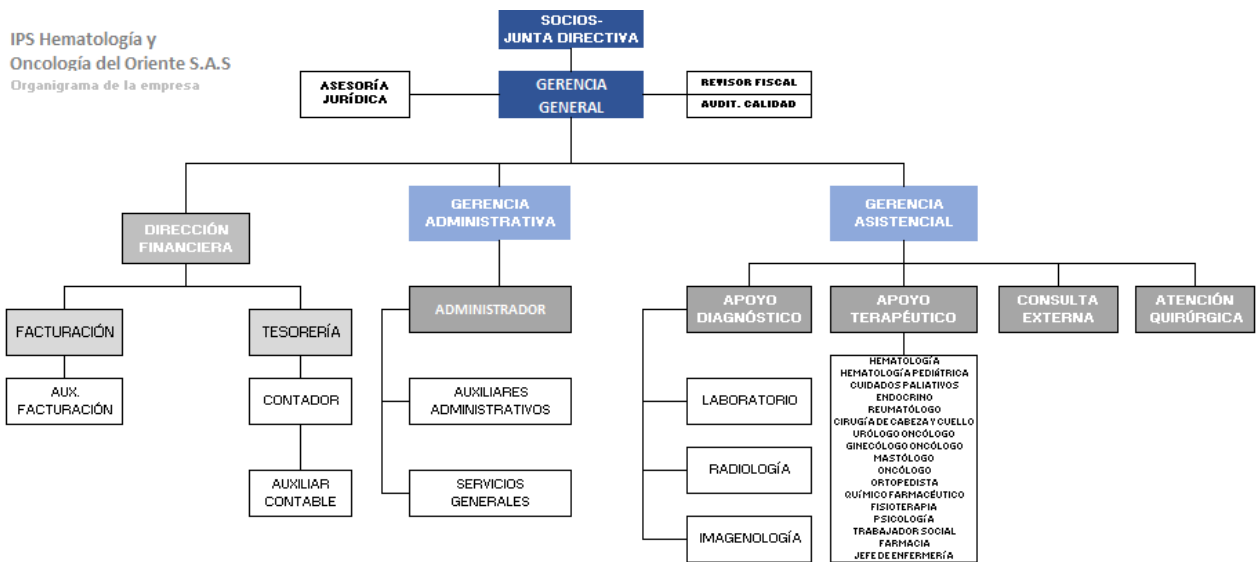 IPS Hematología y
Oncología del Oriente S.A.S
Organigrama de la empresa
SOCIOS-
JUNTA DIRECTIVA
ASESORÍA
JURÍDICA
GERENCIA
GENERAL
REVISOR FISCAL
AUDIT. CALIDAD
DIRECCIÓN
FINANCIERA
GERENCIA
ADMINISTRATIVA
GERENCIA
ASISTENCIAL
FACTURACIÓN
TESORERÍA
ADMINISTRADOR
APOYO
DIAGNÓSTICO
APOYO
TERAPÉUTICO
CONSULTA
EXTERNA
ATENCIÓN
QUIRÚRGICA
AUX.
FACTURACIÓN
CONTADOR
AUXILIAR
CONTABLE
AUXILIARES
ADMINISTRATIVOS
SERVICIOS
GENERALES
LABORATORIO
RADIOLOGÍA
IMAGENOLOGÍA
HEMATOLOGÍA
HEMATOLOGÍA PEDIÁTRICA
CUIDADOS PALIATIVOS
ENDOCRINO
REUMATÓLOGO
CIRUGÍA DE CABEZA Y CUELLO
URÓLOGO ONCÓLOGO
GINECÓLOGO ONCÓLOGO
MASTÓLOGO
ONCÓLOGO
ORTOPEDISTA
QUÍMICO FARMACÉUTICO
FISIOTERAPIA
PSICOLOGÍA
TRABAJADOR SOCIAL
FARMACIA
JEFE DE ENFERMERÍA